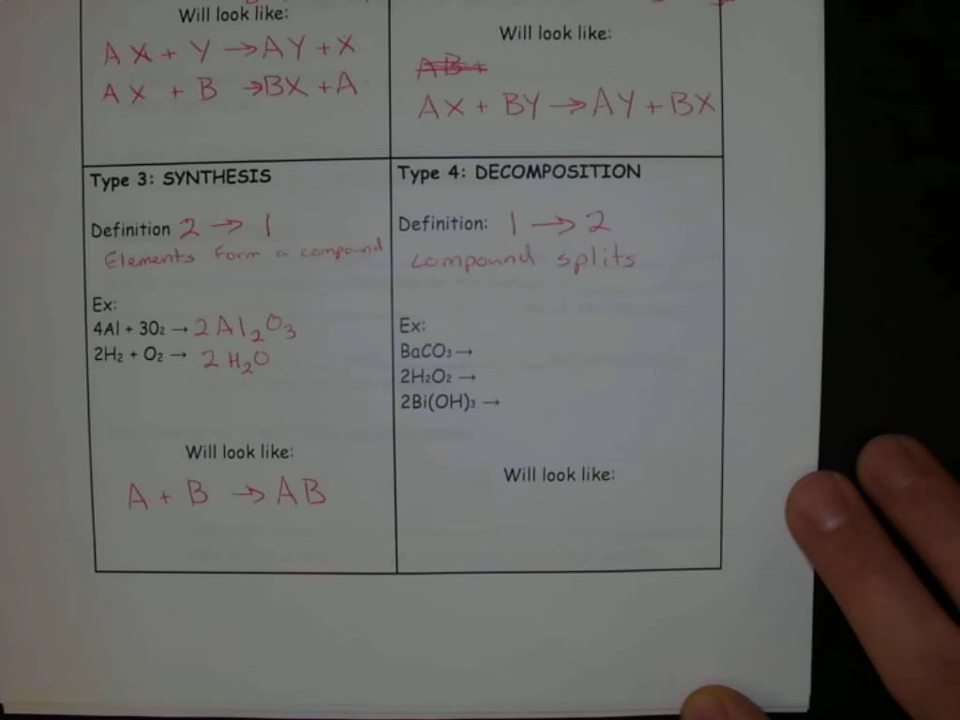 Will look like:
AX + Y → AY + X
AX + B → BX + A
Will look like:
AB +
AX + BY → AY + BX
Type 3: SYNTHESIS
Definition 2 → 1
Elements form a compound
Ex:
4Al + 3O₂ → 2Al₂O₃
2H₂ + O₂ → 2H₂O
Will look like:
A + B → AB
Type 4: DECOMPOSITION
Definition: 1 → 2
compound splits
Ex:
BaCO₃ →
2H₂O₂ →
2Bi(OH)₃ →
Will look like: